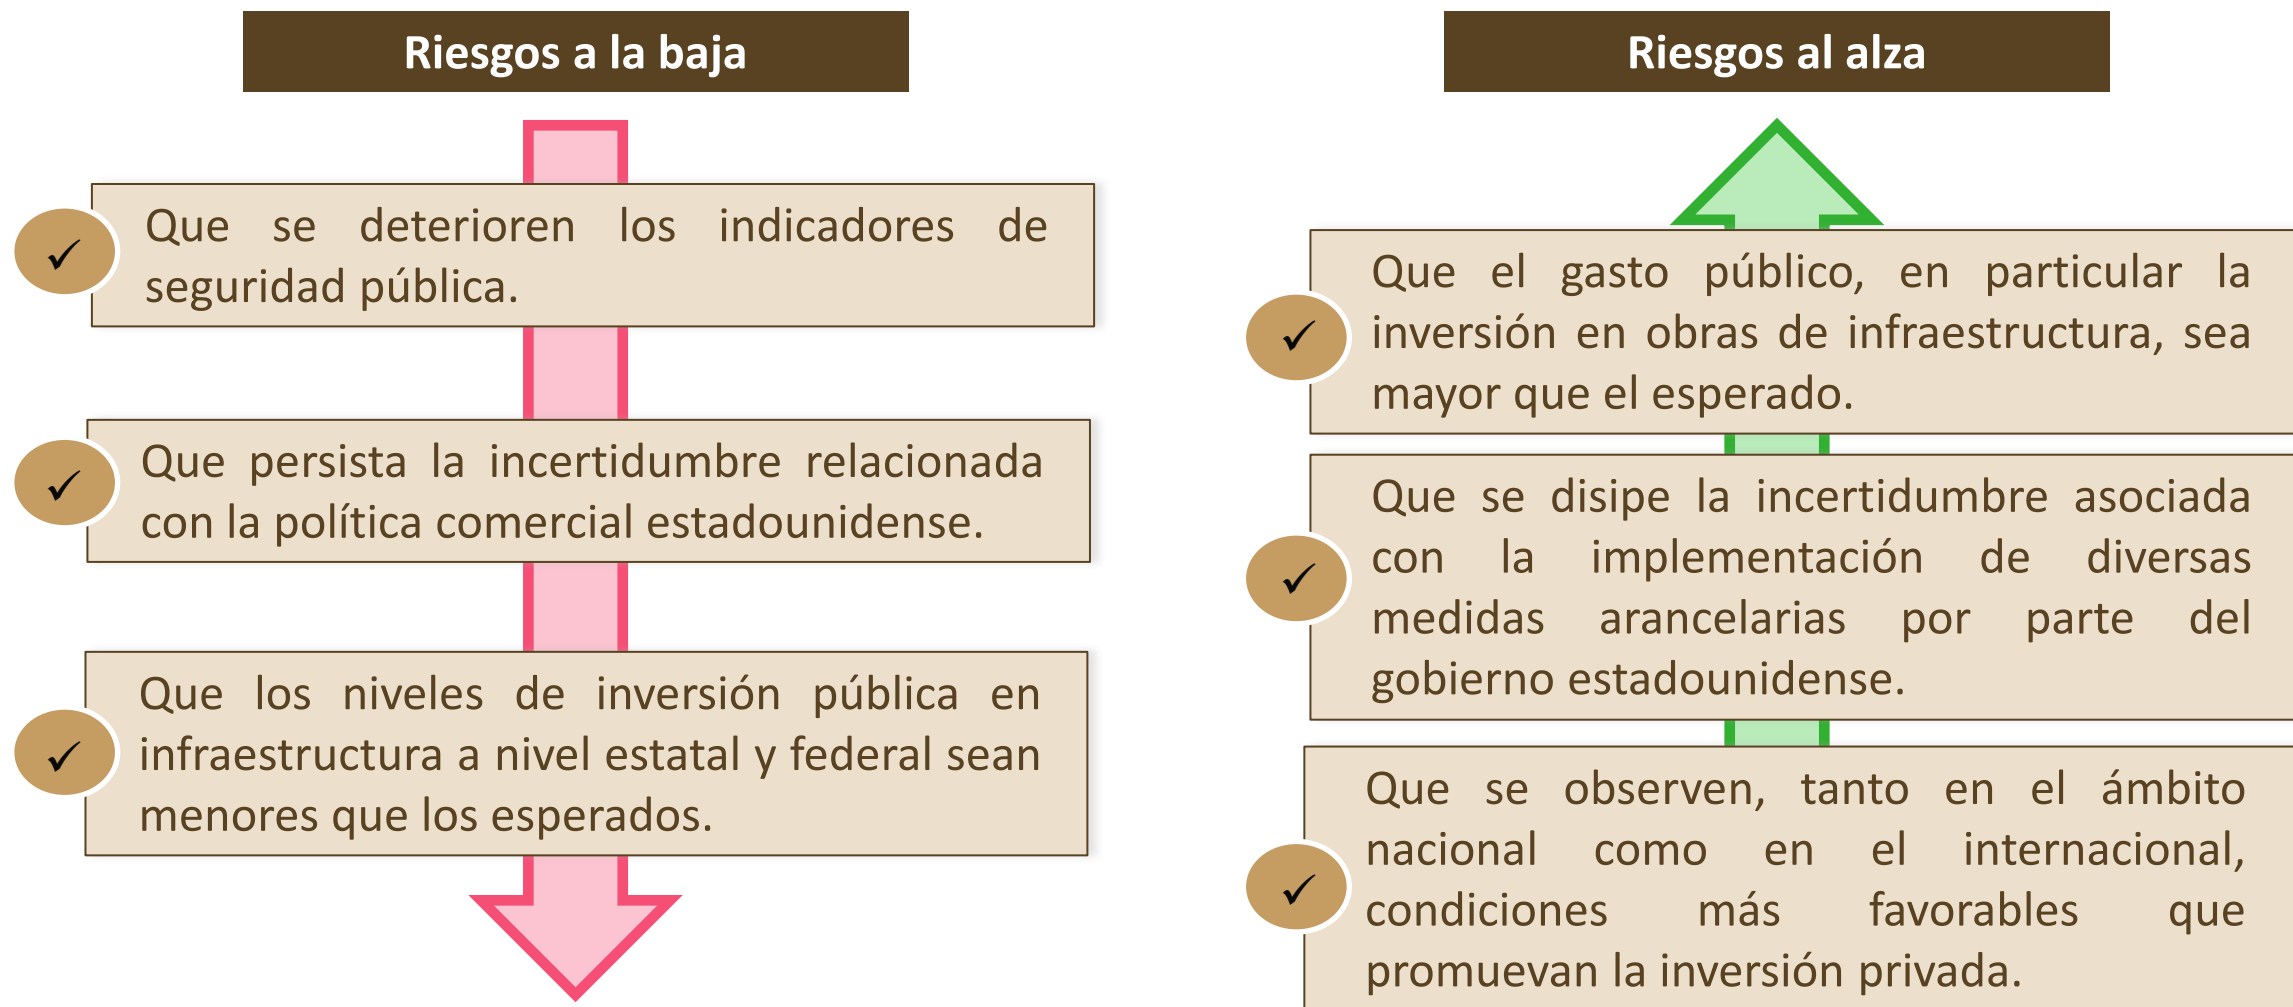 Riesgos a la baja
Que se deterioren los indicadores de
seguridad pública.
Que persista la incertidumbre relacionada
con la política comercial estadounidense.
Que los niveles de inversión pública en
infraestructura a nivel estatal y federal sean
menores que los esperados.
Riesgos al alza
Que el gasto público, en particular la
inversión en obras de infraestructura, sea
mayor que el esperado.
Que se disipe la incertidumbre asociada
con la implementación de diversas
medidas arancelarias por parte del
gobierno estadounidense.
Que se observen, tanto en el ámbito
nacional como en el internacional,
condiciones más favorables que
promuevan la inversión privada.